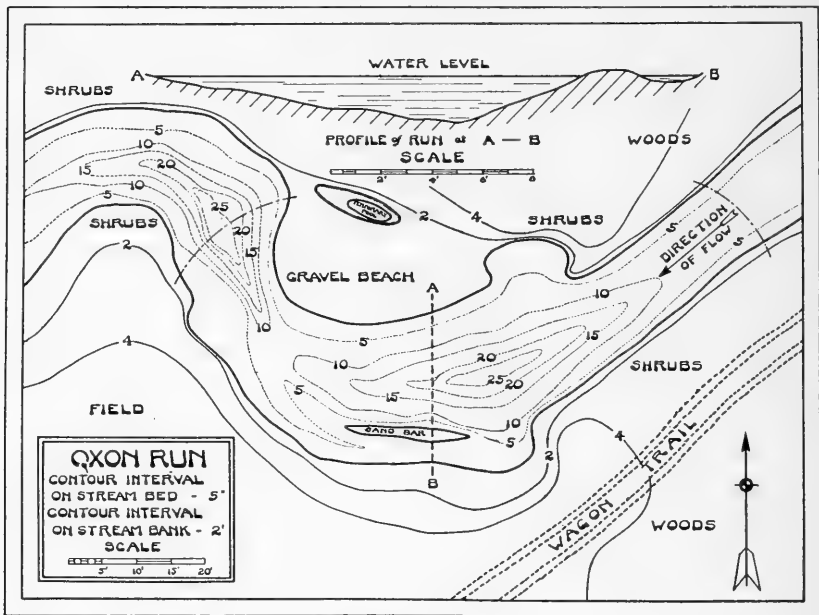 WATER LEVEL
A B
SHRUBS
PROFILE of RUN at A — B
SCALE
2' 4' 6' 8
WOODS
5
10
15
20
5
10
25
20
15
10
SHRUBS
2
4
2 4 SHRUBS
GRAVEL BEACH
DIRECTION
OF FLOW
5
5
A
10
15
5
10
20
25 20
15
5
10
5
SHRUBS
SAND BAR
B
2
4
FIELD
WAGON TRAIL
WOODS
OXON RUN
CONTOUR INTERVAL
ON STREAM BED - 5"
CONTOUR INTERVAL
ON STREAM BANK - 2'
SCALE
5' 10' 15' 20'